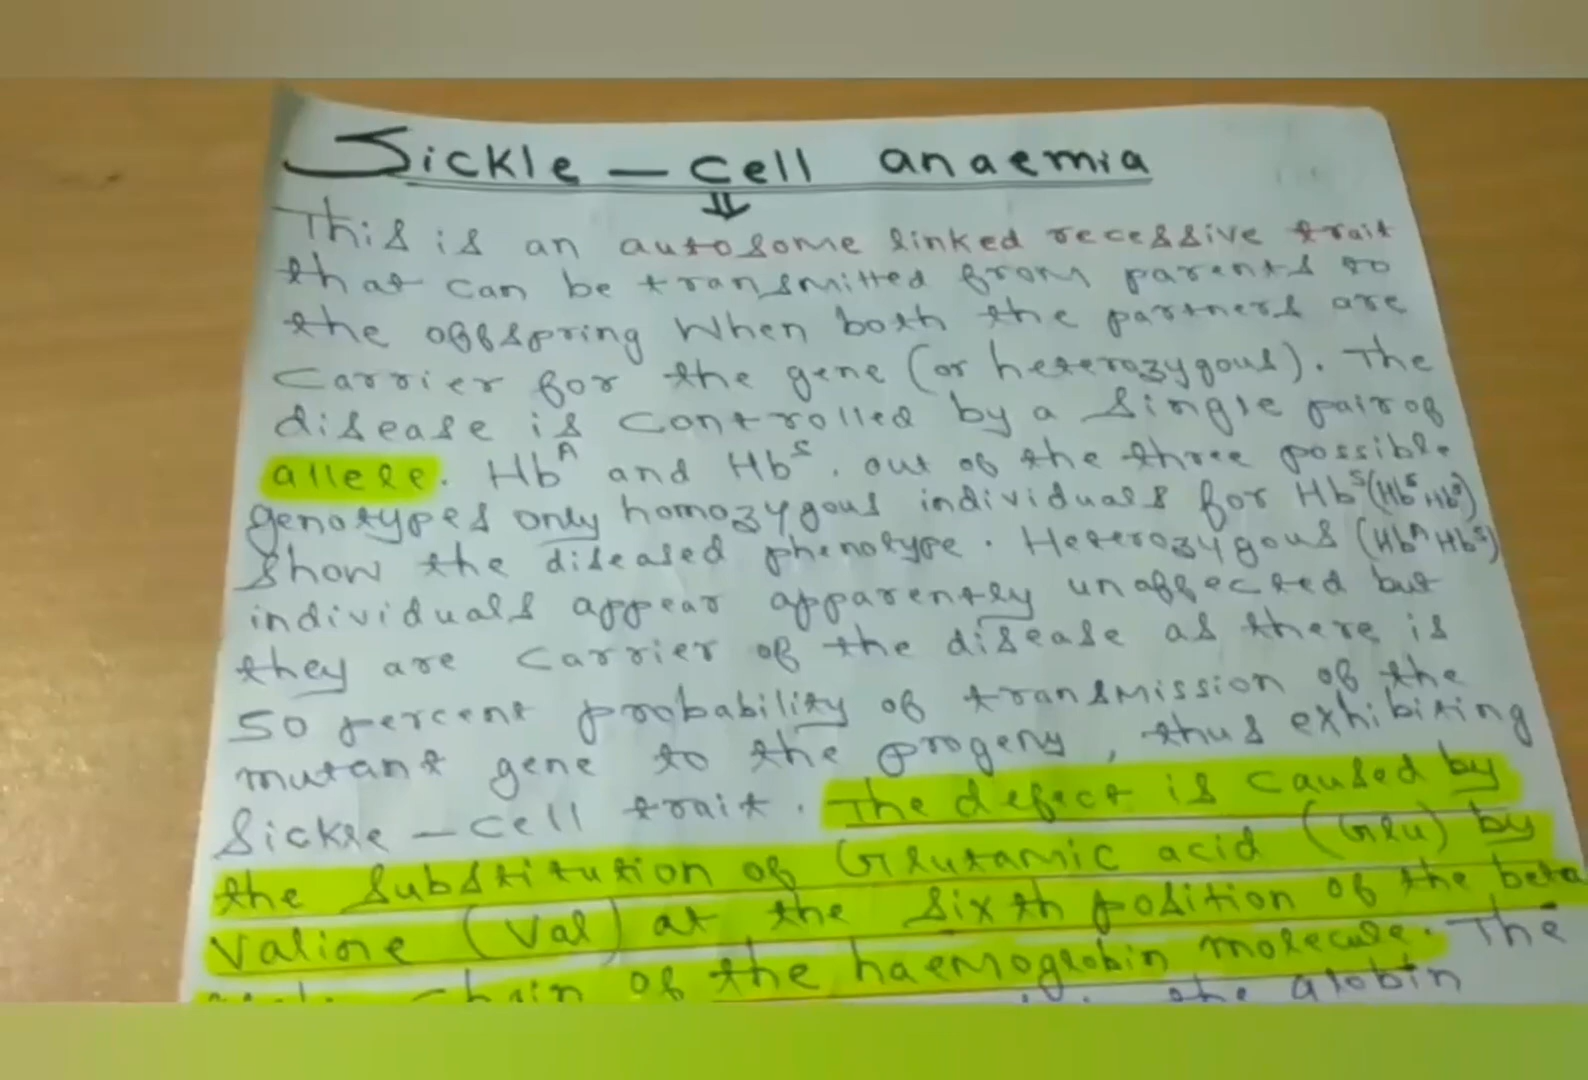 Sickle - cell anaemia
This is an autosome linked recessive trait
that can be transmitted from parents to
the offspring When both the partners are
Carrier for the gene (or heterozygous). The
disease is controlled by a single pair of
allele. Hb^A and Hb^S. out of the three possible
genotypes only homozygous individuals for Hb^S (Hb^S Hb^S)
show the diseased phenotype. Heterozygous (Hb^A Hb^S)
individuals appear apparently unaffected but
they are carrier of the disease as there is
50 percent probability of transmission of the
mutant gene to the progeny, thus exhibiting
Sickle - cell trait. The defect is caused by
the substitution of Glutamic acid (Glu) by
Valine (Val) at the sixth position of the beta
chain of the haemoglobin molecule. The
the globin